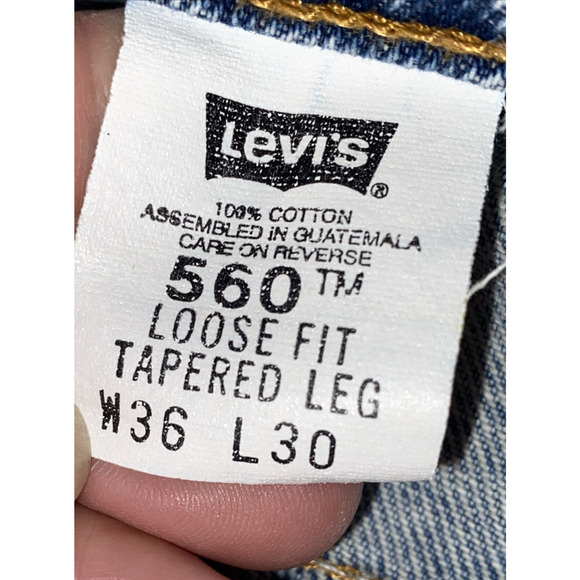 Levi's ®
100% COTTON
ASSEMBLED IN GUATEMALA
CARE ON REVERSE
560™
LOOSE FIT
TAPERED LEG
W36 L30